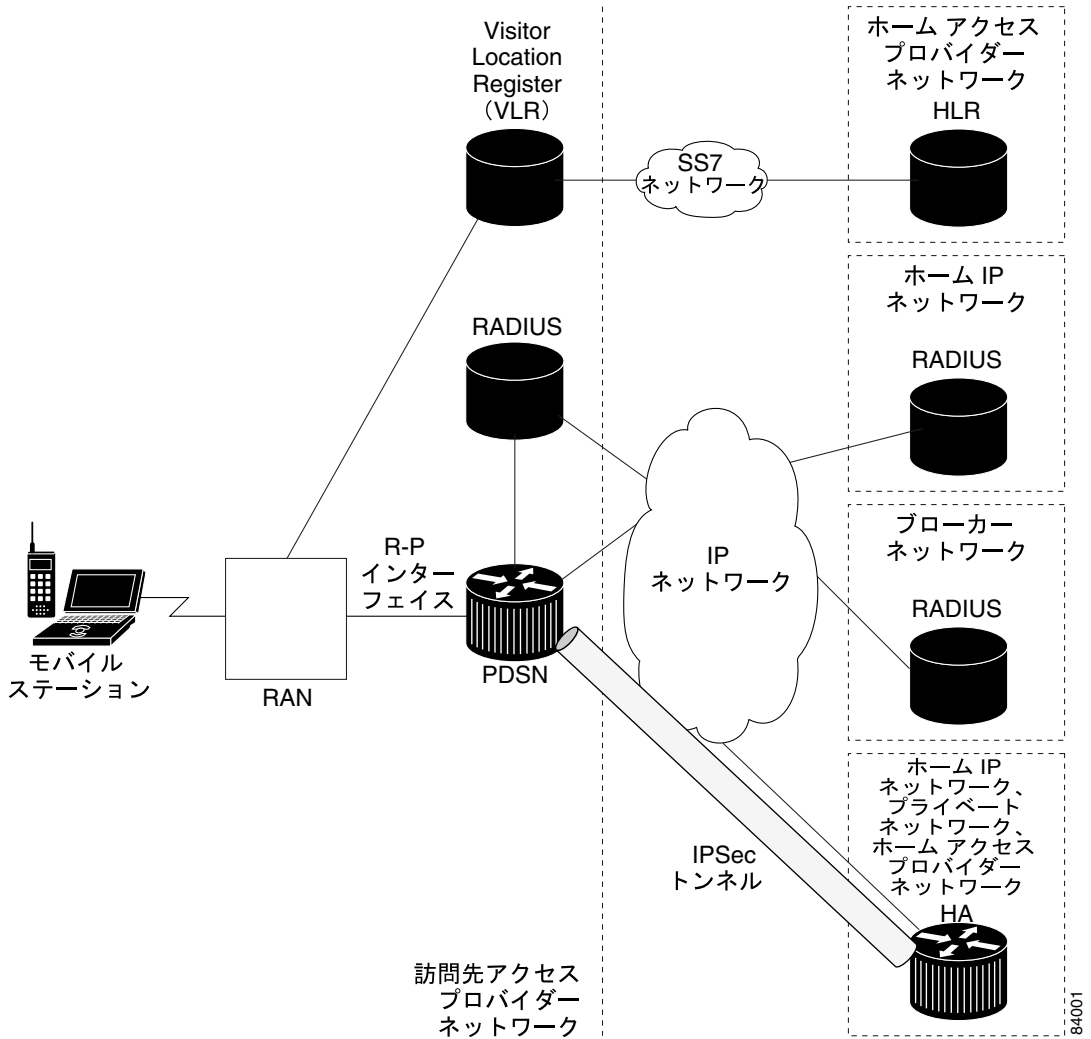 Visitor
Location
Register
（VLR）
ホーム アクセス
プロバイダー
ネットワーク
HLR
SS7
ネットワーク
ホーム IP
ネットワーク
RADIUS
RADIUS
ブローカー
ネットワーク
RADIUS
R-P
インター
フェイス
IP
ネットワーク
モバイル
ステーション
RAN
PDSN
ホーム IP
ネットワーク、
プライベート
ネットワーク、
ホーム アクセス
プロバイダー
ネットワーク
HA
IPSec
トンネル
訪問先アクセス
プロバイダー
ネットワーク
84001